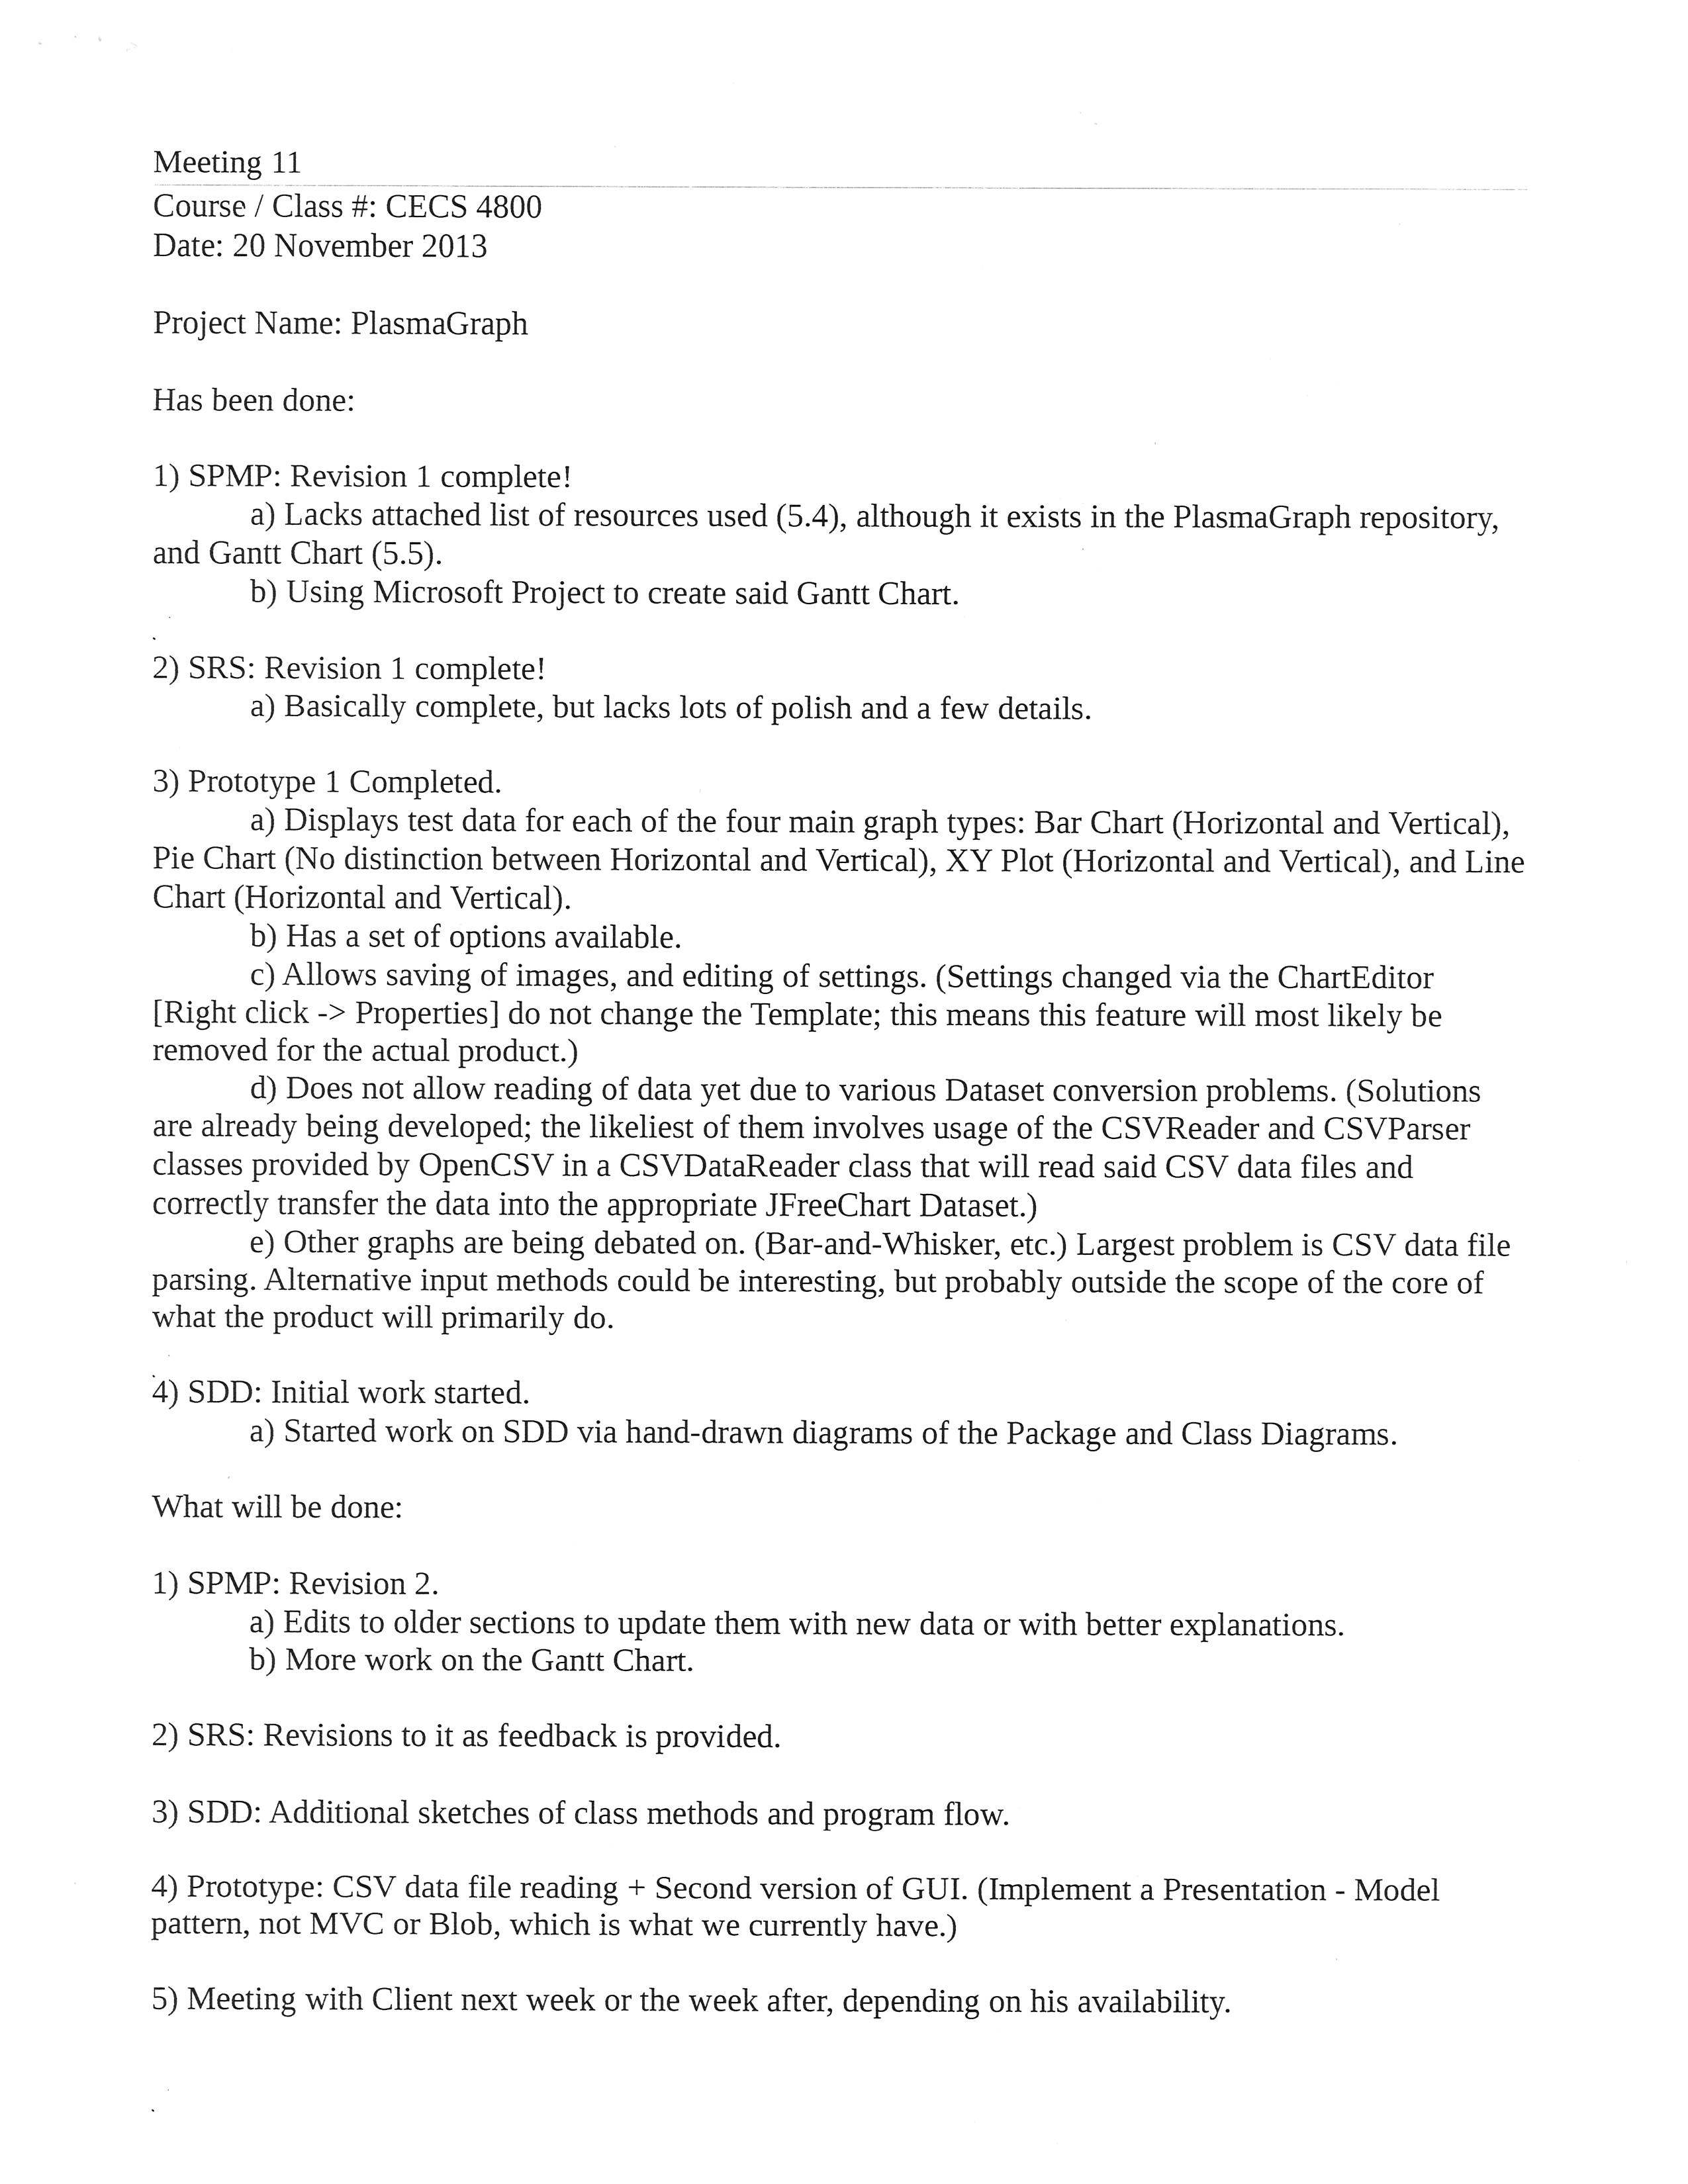 Meeting 11
Course / Class #: CECS 4800
Date: 20 November 2013
Project Name: PlasmaGraph
Has been done:
1) SPMP: Revision 1 complete!
a) Lacks attached list of resources used (5.4), although it exists in the PlasmaGraph repository,
and Gantt Chart (5.5).
b) Using Microsoft Project to create said Gantt Chart.
2) SRS: Revision 1 complete!
a) Basically complete, but lacks lots of polish and a few details.
3) Prototype 1 Completed.
a) Displays test data for each of the four main graph types: Bar Chart (Horizontal and Vertical),
Pie Chart (No distinction between Horizontal and Vertical), XY Plot (Horizontal and Vertical), and Line
Chart (Horizontal and Vertical).
b) Has a set of options available.
c) Allows saving of images, and editing of settings. (Settings changed via the ChartEditor
[Right click -> Properties] do not change the Template; this means this feature will most likely be
removed for the actual product.)
d) Does not allow reading of data yet due to various Dataset conversion problems. (Solutions
are already being developed; the likeliest of them involves usage of the CSVReader and CSVParser
classes provided by OpenCSV in a CSVDataReader class that will read said CSV data files and
correctly transfer the data into the appropriate JFreeChart Dataset.)
e) Other graphs are being debated on. (Bar-and-Whisker, etc.) Largest problem is CSV data file
parsing. Alternative input methods could be interesting, but probably outside the scope of the core of
what the product will primarily do.
4) SDD: Initial work started.
a) Started work on SDD via hand-drawn diagrams of the Package and Class Diagrams.
What will be done:
1) SPMP: Revision 2.
a) Edits to older sections to update them with new data or with better explanations.
b) More work on the Gantt Chart.
2) SRS: Revisions to it as feedback is provided.
3) SDD: Additional sketches of class methods and program flow.
4) Prototype: CSV data file reading + Second version of GUI. (Implement a Presentation - Model
pattern, not MVC or Blob, which is what we currently have.)
5) Meeting with Client next week or the week after, depending on his availability.